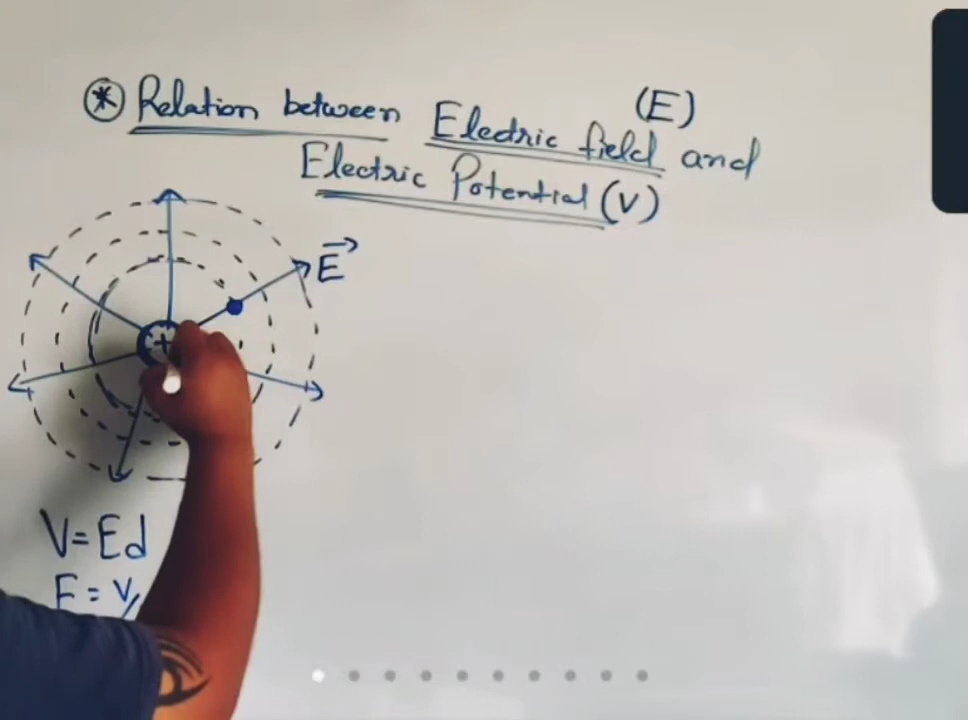 (*) Relation between Electric field (E) and
Electric Potential (V)
E
+
V = Ed
E = V/